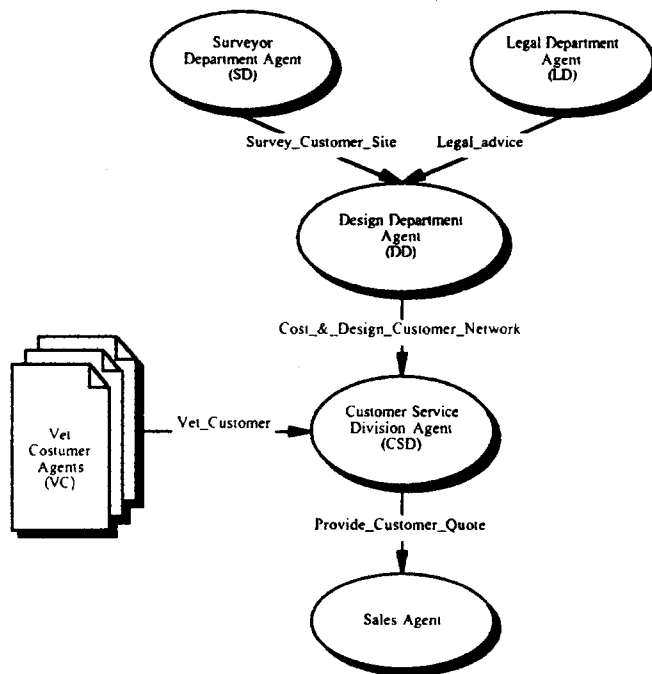 Surveyor
Department Agent
(SD)
Legal Department
Agent
(LD)
Survey_Customer_Site
Legal_advice
Design Department
Agent
(DD)
Cost_&_Design_Customer_Network
Vet
Costumer
Agents
(VC)
Vet_Customer
Customer Service
Division Agent
(CSD)
Provide_Customer_Quote
Sales Agent